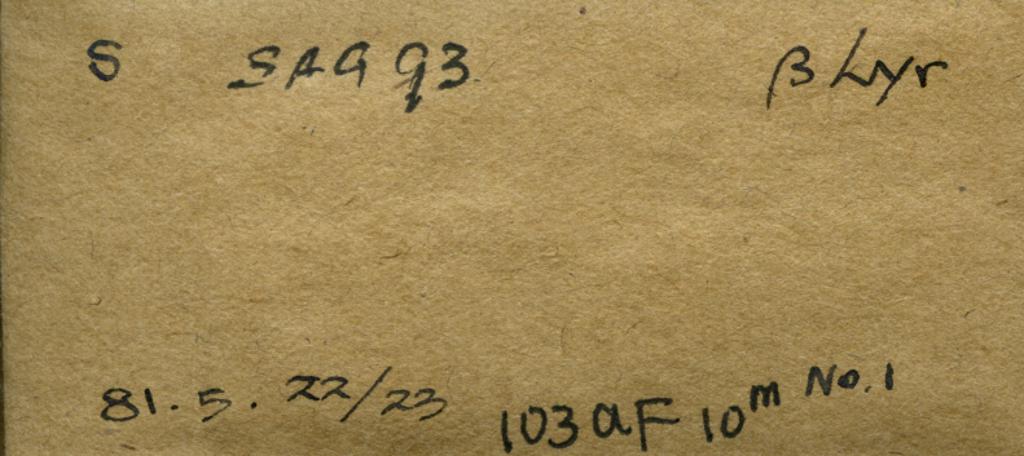 S SAG 93 β Lyr
81.5.22/23 103aF 10ᵐ No.1